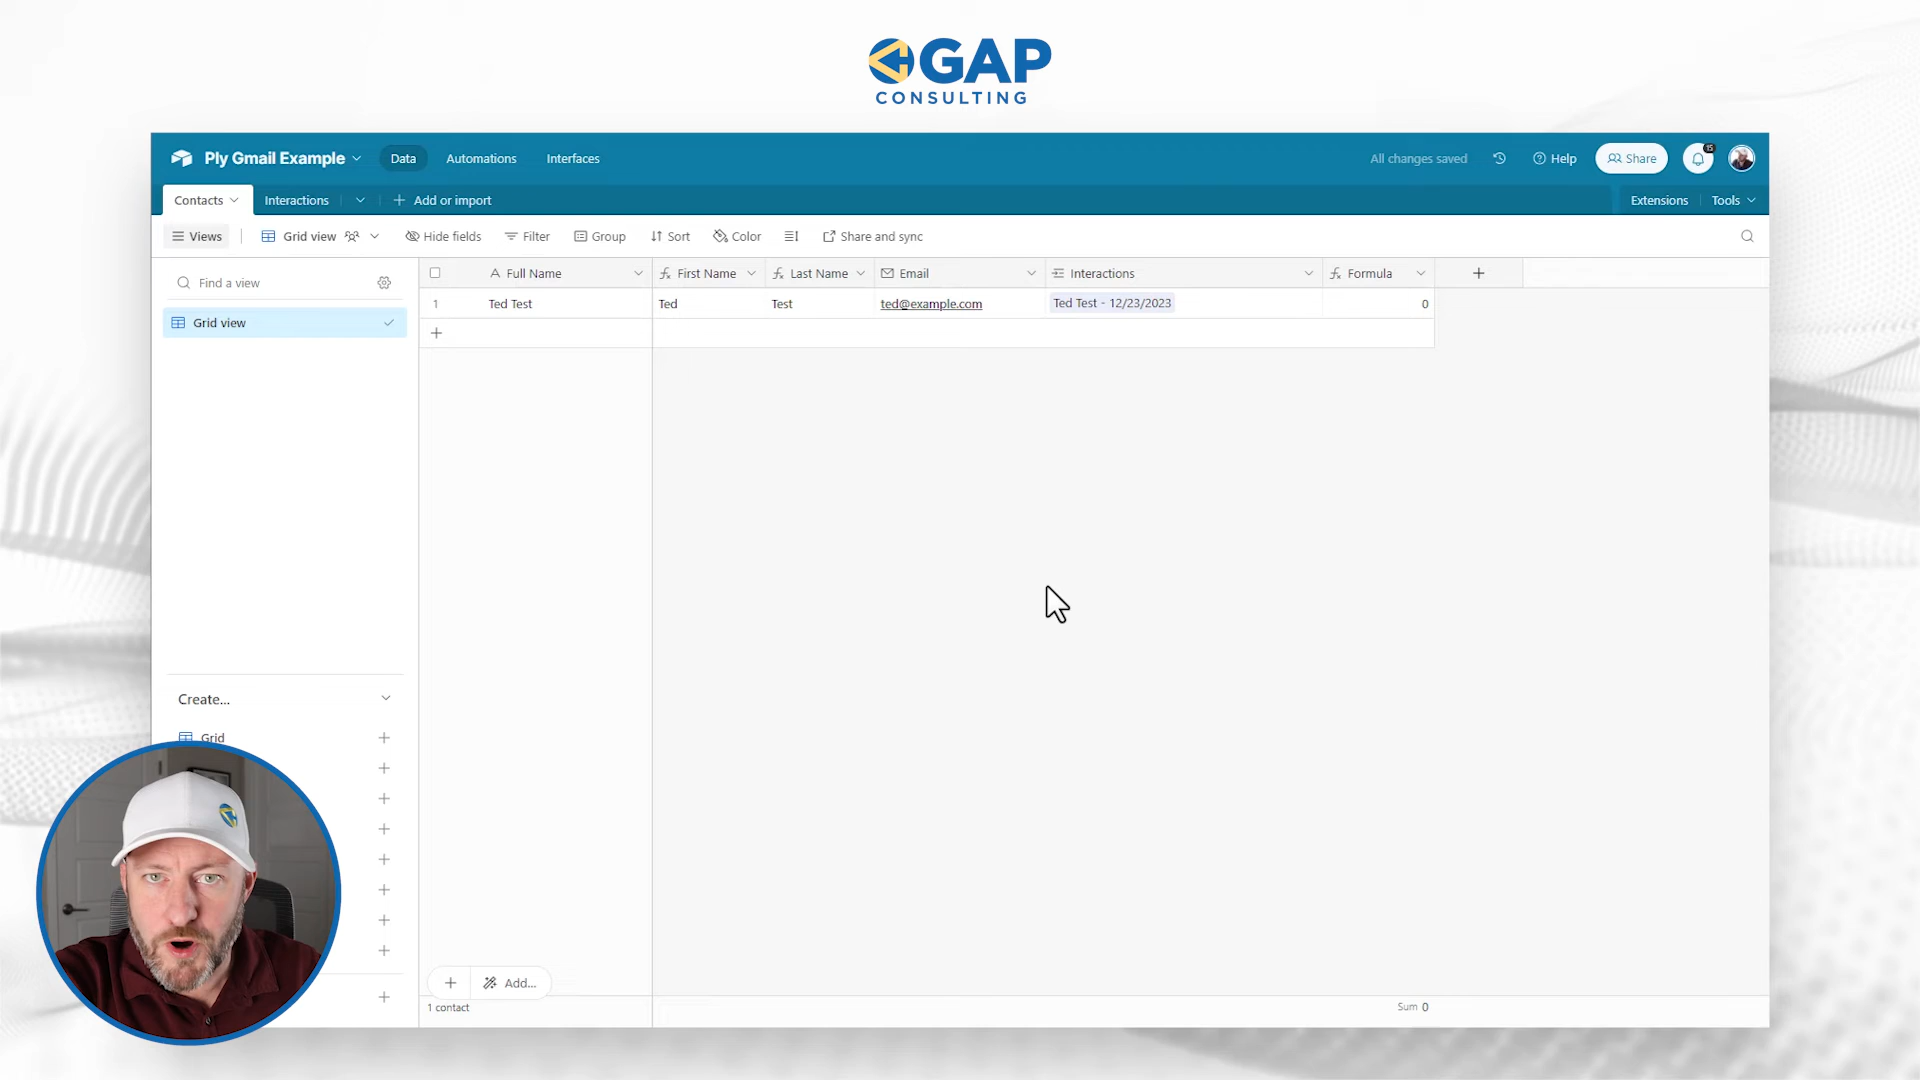 GAP
CONSULTING
Ply Gmail Example
Data
Automations
Interfaces
All changes saved
Help
Share
15
Contacts
Interactions
Add or import
Extensions
Tools
Views
Grid view
Hide fields
Filter
Group
Sort
Color
Share and sync
Find a view
Full Name
First Name
Last Name
Email
Interactions
Formula
1
Ted Test
Ted
Test
ted@example.com
Ted Test - 12/23/2023
0
Grid view
Create...
Grid
Add...
1 contact
Sum 0